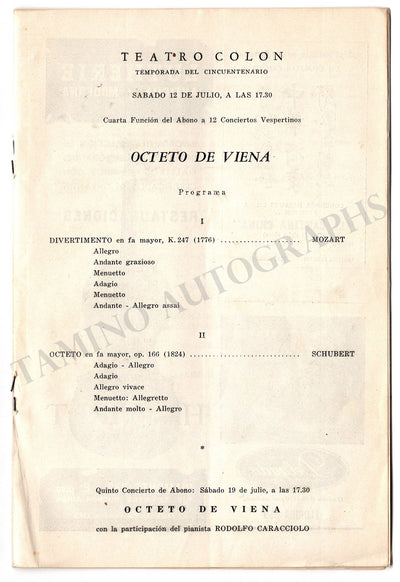 TEATRO COLON
TEMPORADA DEL CINCUENTENARIO
SABADO 12 DE JULIO, A LAS 17.30
Cuarta Función del Abono a 12 Conciertos Vespertinos
OCTETO DE VIENA
Programa
I
DIVERTIMENTO en fa mayor, K. 247 (1776) .................... MOZART
Allegro
Andante grazioso
Menuetto
Adagio
Menuetto
Andante - Allegro assai
II
OCTETO en fa mayor, op. 166 (1824) ........................... SCHUBERT
Adagio - Allegro
Adagio
Allegro vivace
Menuetto: Allegretto
Andante molto - Allegro
*
Quinto Concierto de Abono: Sábado 19 de julio, a las 17.30
OCTETO DE VIENA
con la participación del pianista RODOLFO CARACCIOLO
TAMINO AUTOGRAPHS